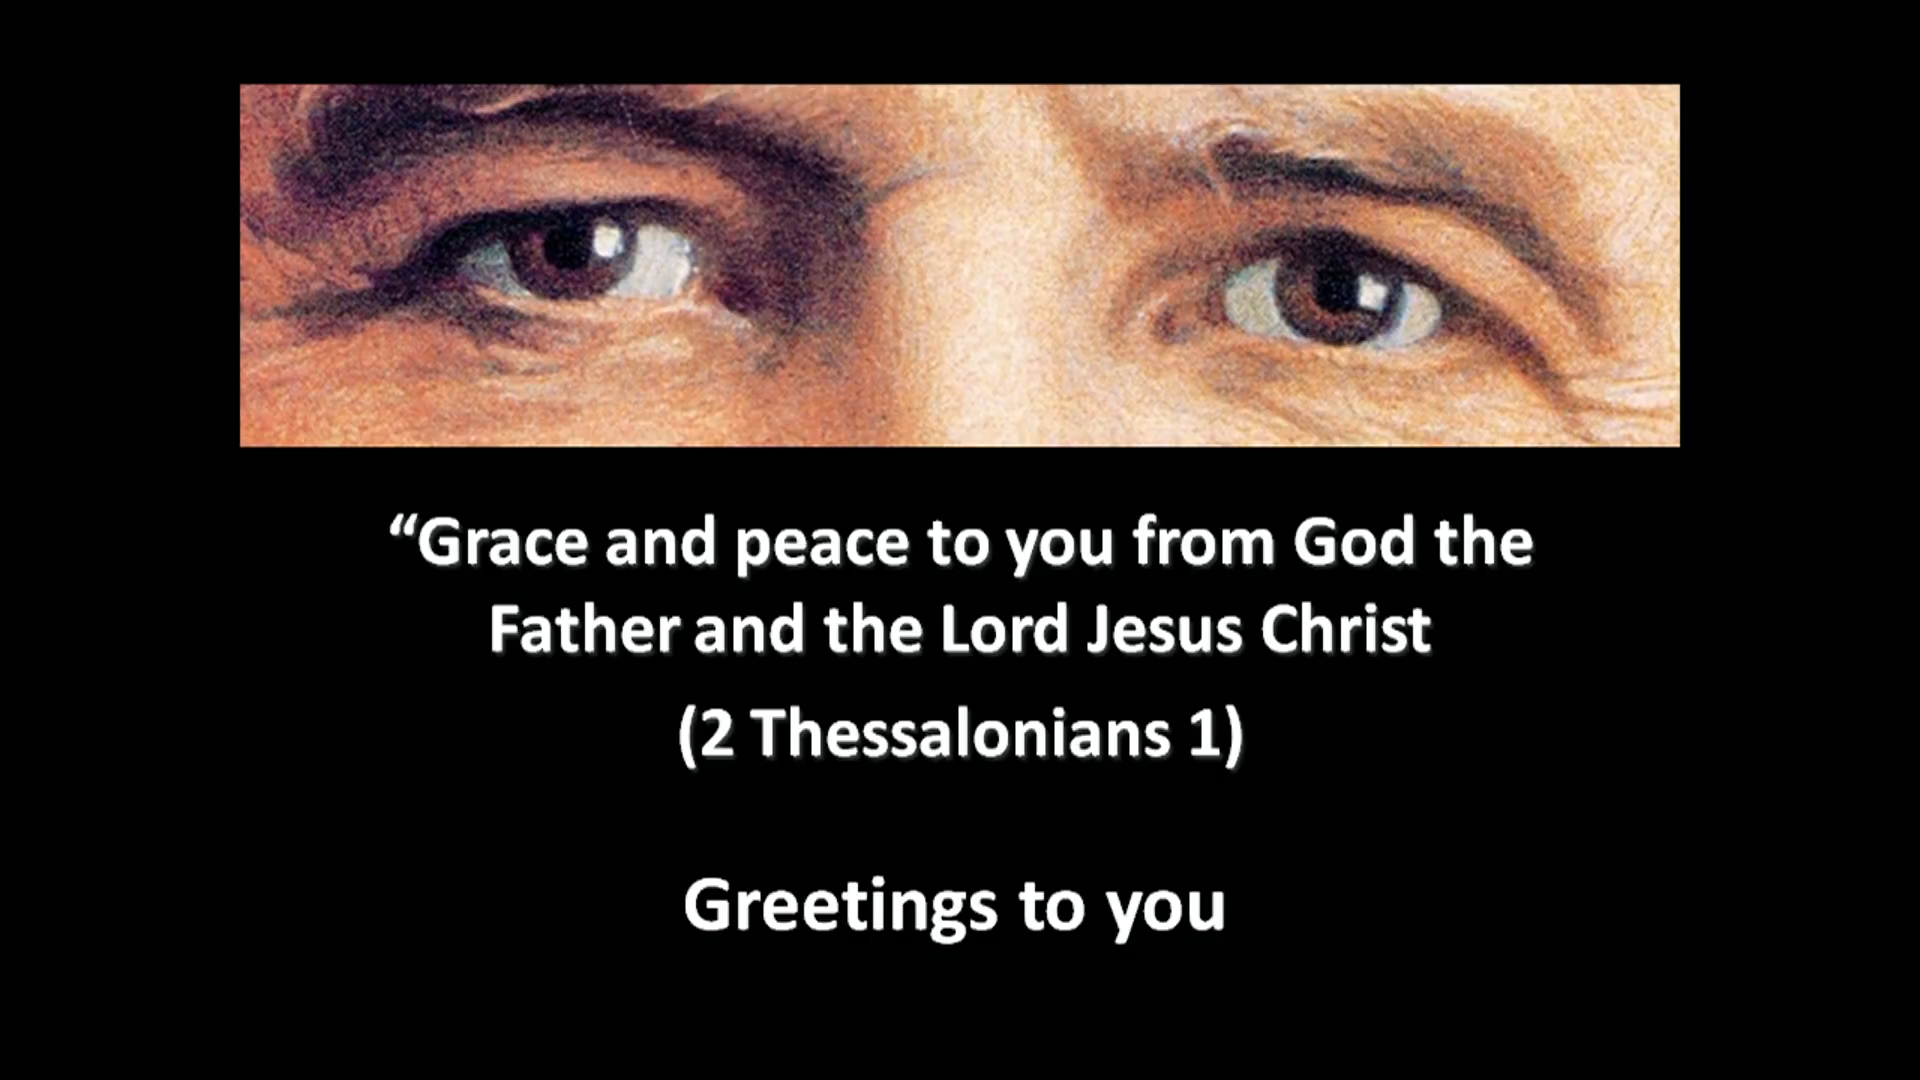 “Grace and peace to you from God the
Father and the Lord Jesus Christ
(2 Thessalonians 1)
Greetings to you